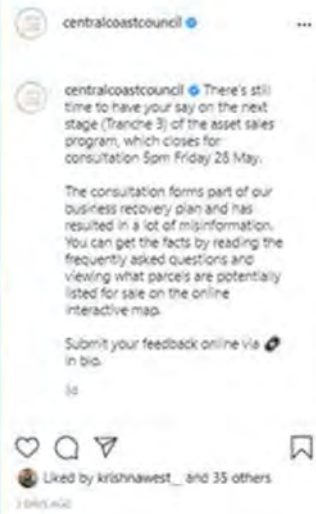 centralcoastcouncil
centralcoastcouncil There's still
time to have your say on the next
stage (Tranche 3) of the asset sales
program, which closes for
consultation 5pm Friday 28 May.
The consultation forms part of our
business recovery plan and has
resulted in a lot of misinformation.
You can get the facts by reading the
frequently asked questions and
viewing what parcels are potentially
listed for sale on the online
interactive map.
Submit your feedback online via 🔗
in bio.
Liked by krishnawest_ and 35 others
DAYS AGO